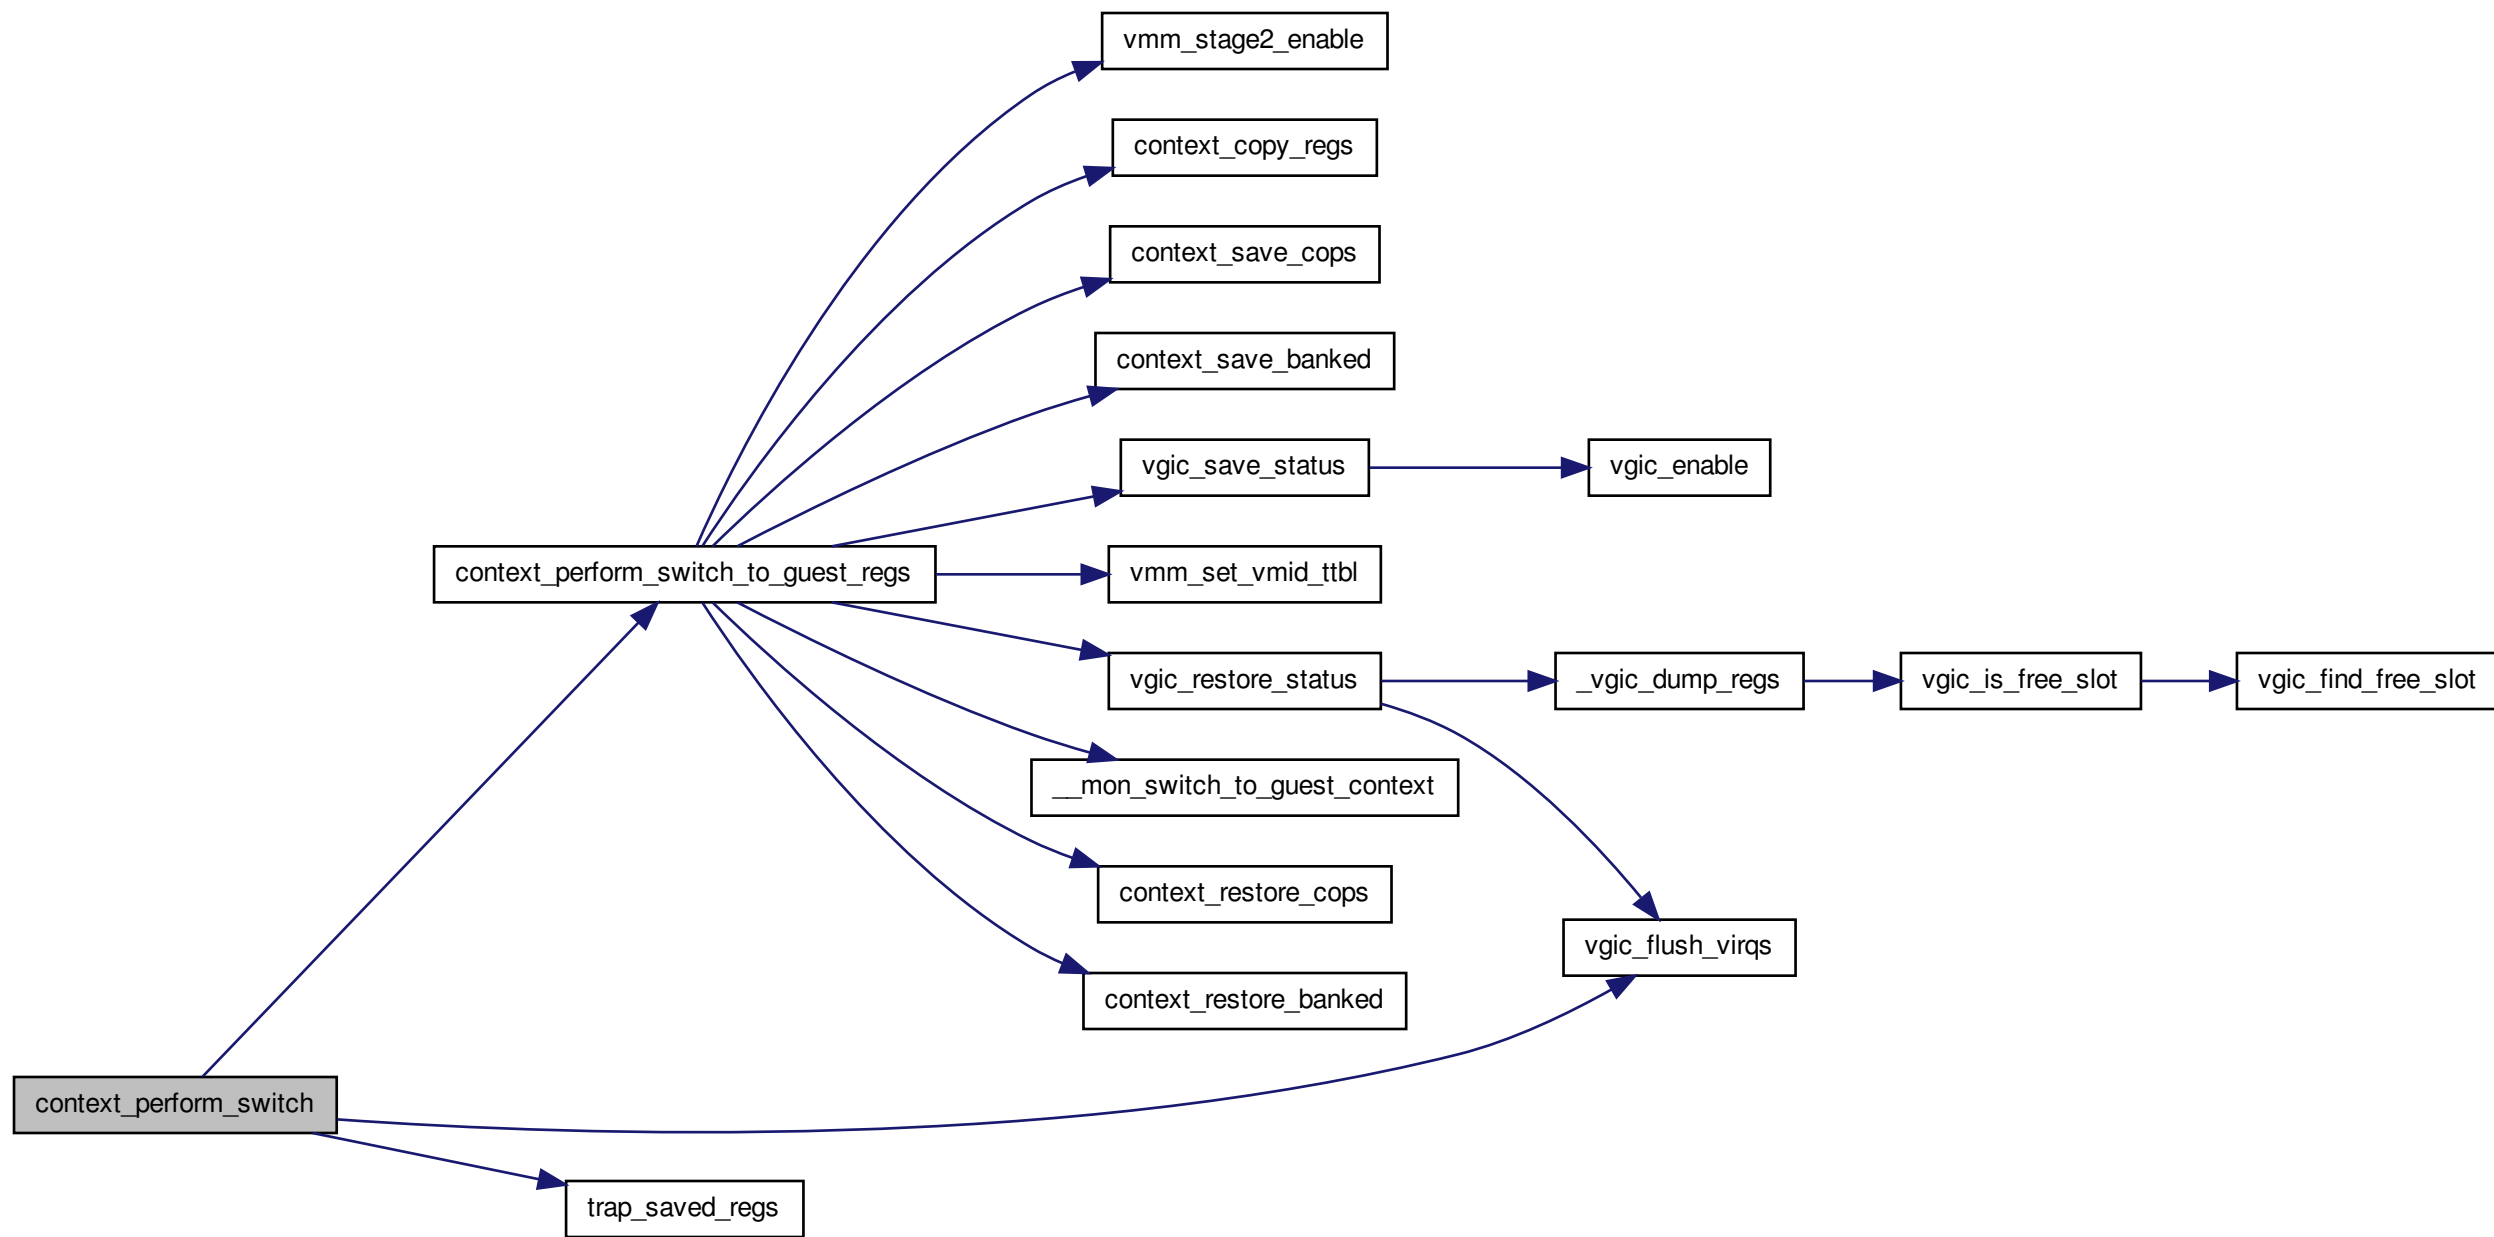 vmm_stage2_enable
context_copy_regs
context_save_cops
context_save_banked
vgic_save_status
vgic_enable
context_perform_switch_to_guest_regs
vmm_set_vmid_ttbl
vgic_restore_status
_vgic_dump_regs
vgic_is_free_slot
vgic_find_free_slot
__mon_switch_to_guest_context
context_restore_cops
vgic_flush_virqs
context_restore_banked
context_perform_switch
trap_saved_regs